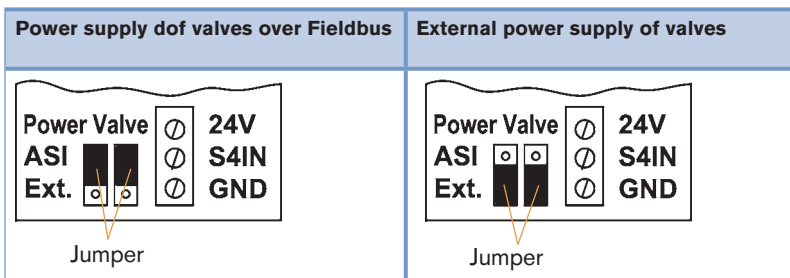 Power supply dof valves over Fieldbus
External power supply of valves
Power Valve 24V
ASI S4IN
Ext. GND
Jumper
Power Valve 24V
ASI S4IN
Ext. GND
Jumper